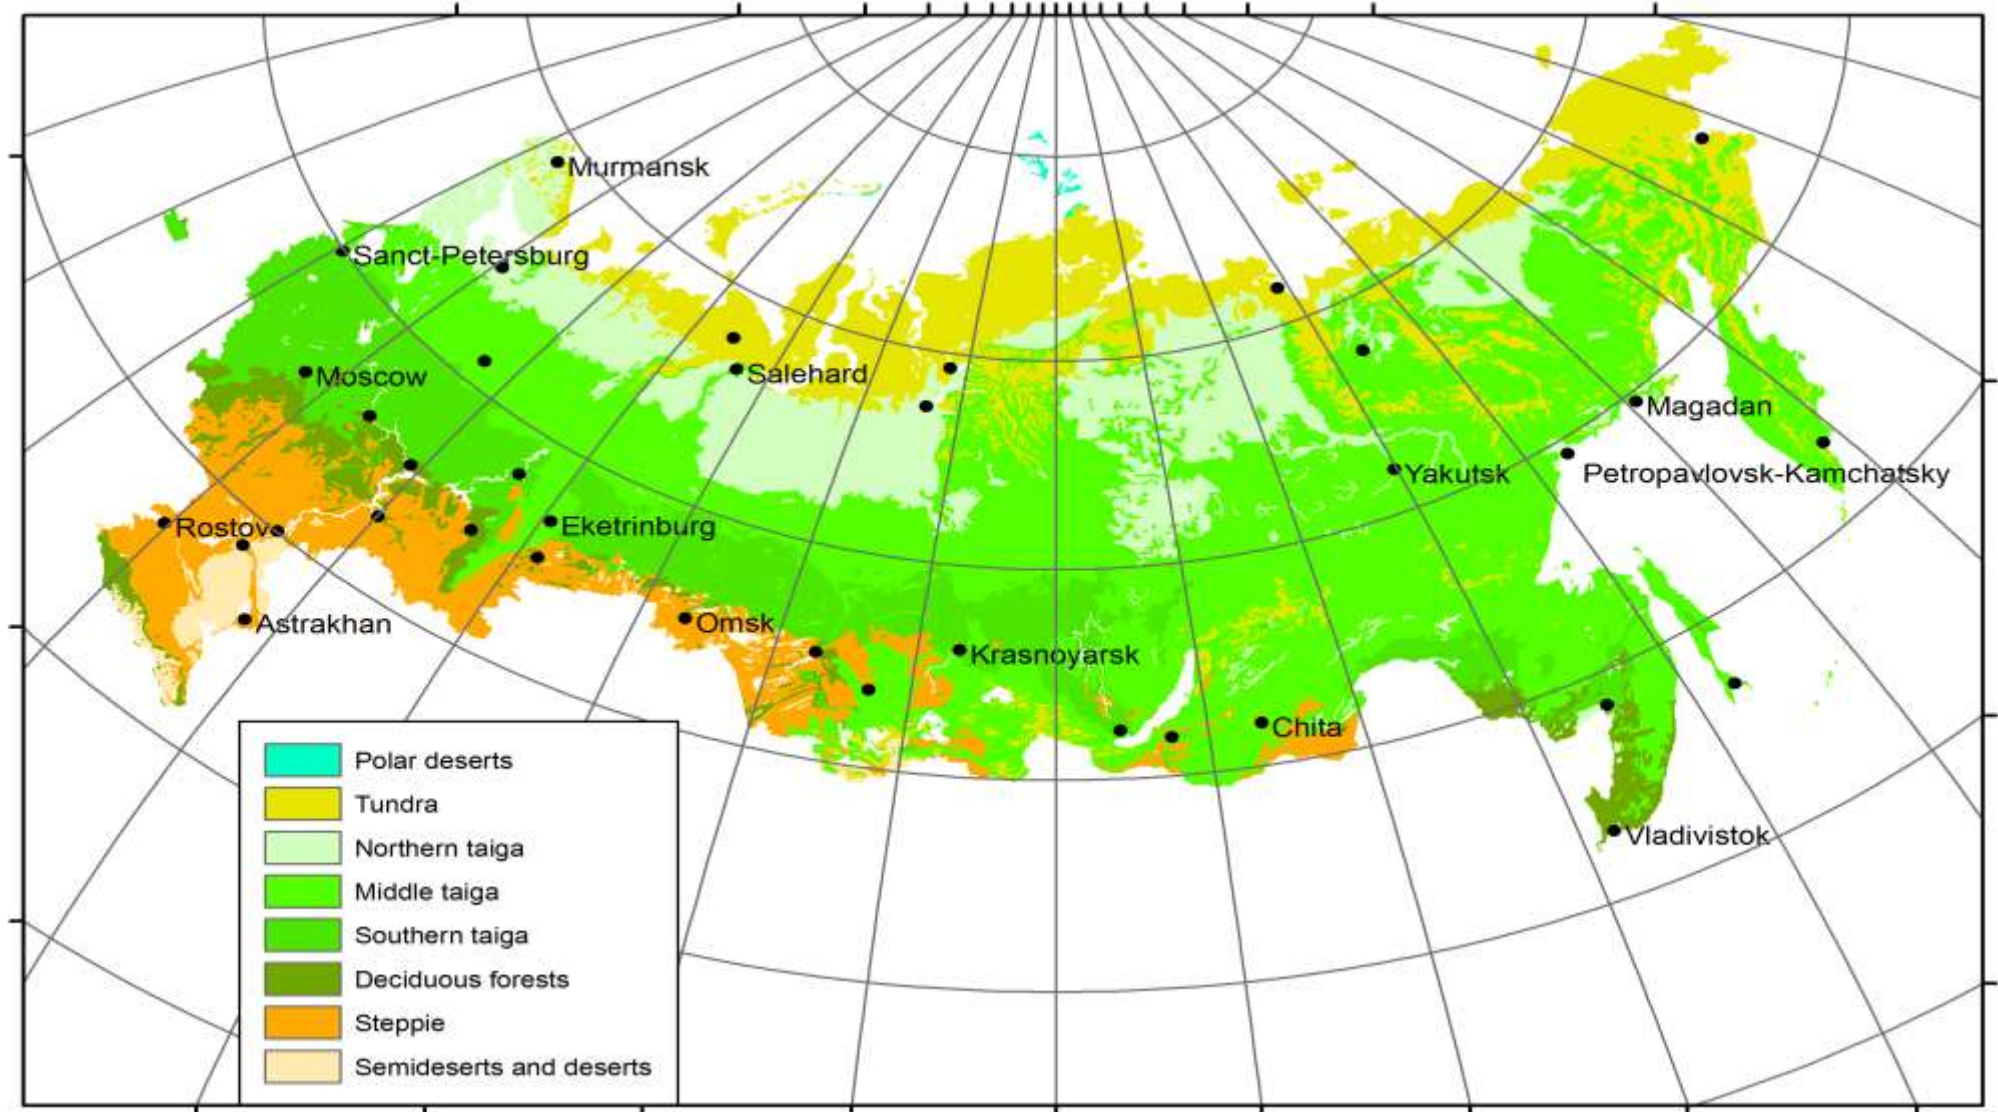 Murmansk
Sanct-Petersburg
Moscow
Salehard
Magadan
Yakutsk
Petropavlovsk-Kamchatsky
Rostov
Eketrinburg
Astrakhan
Omsk
Krasnoyarsk
Chita
Vladivistok
Polar deserts
Tundra
Northern taiga
Middle taiga
Southern taiga
Deciduous forests
Steppie
Semideserts and deserts